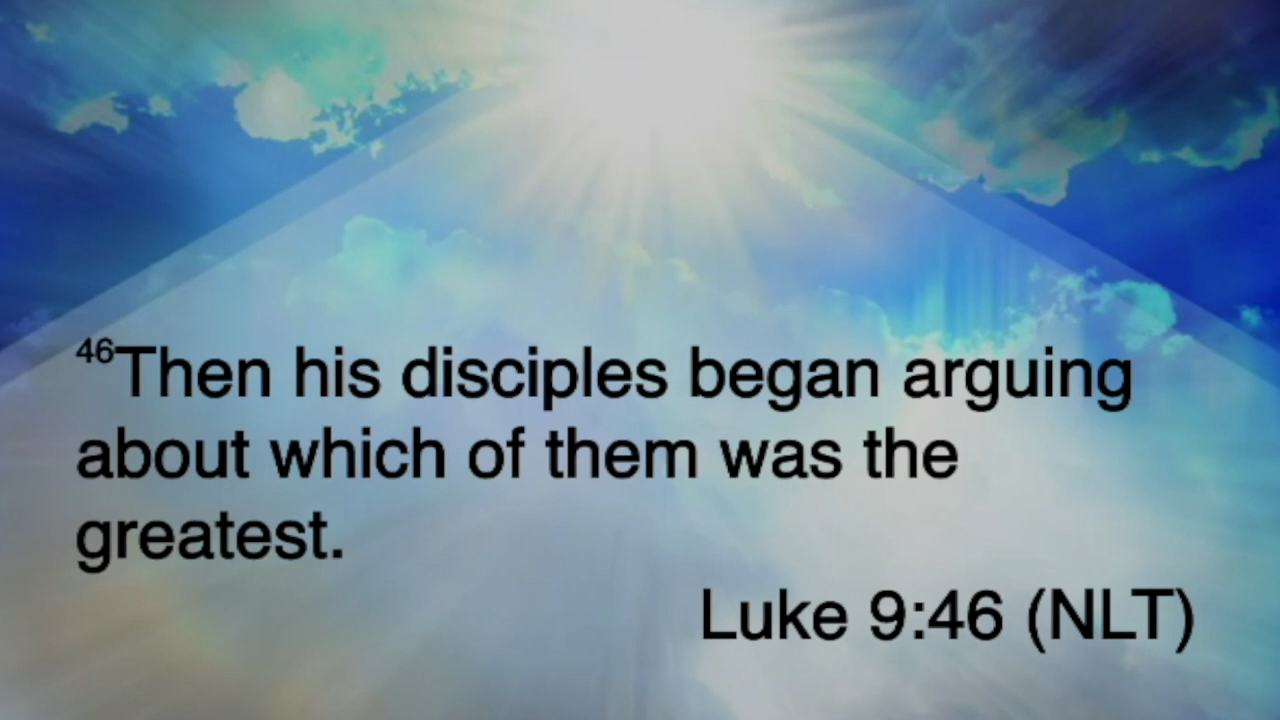 46Then his disciples began arguing
about which of them was the
greatest.
Luke 9:46 (NLT)